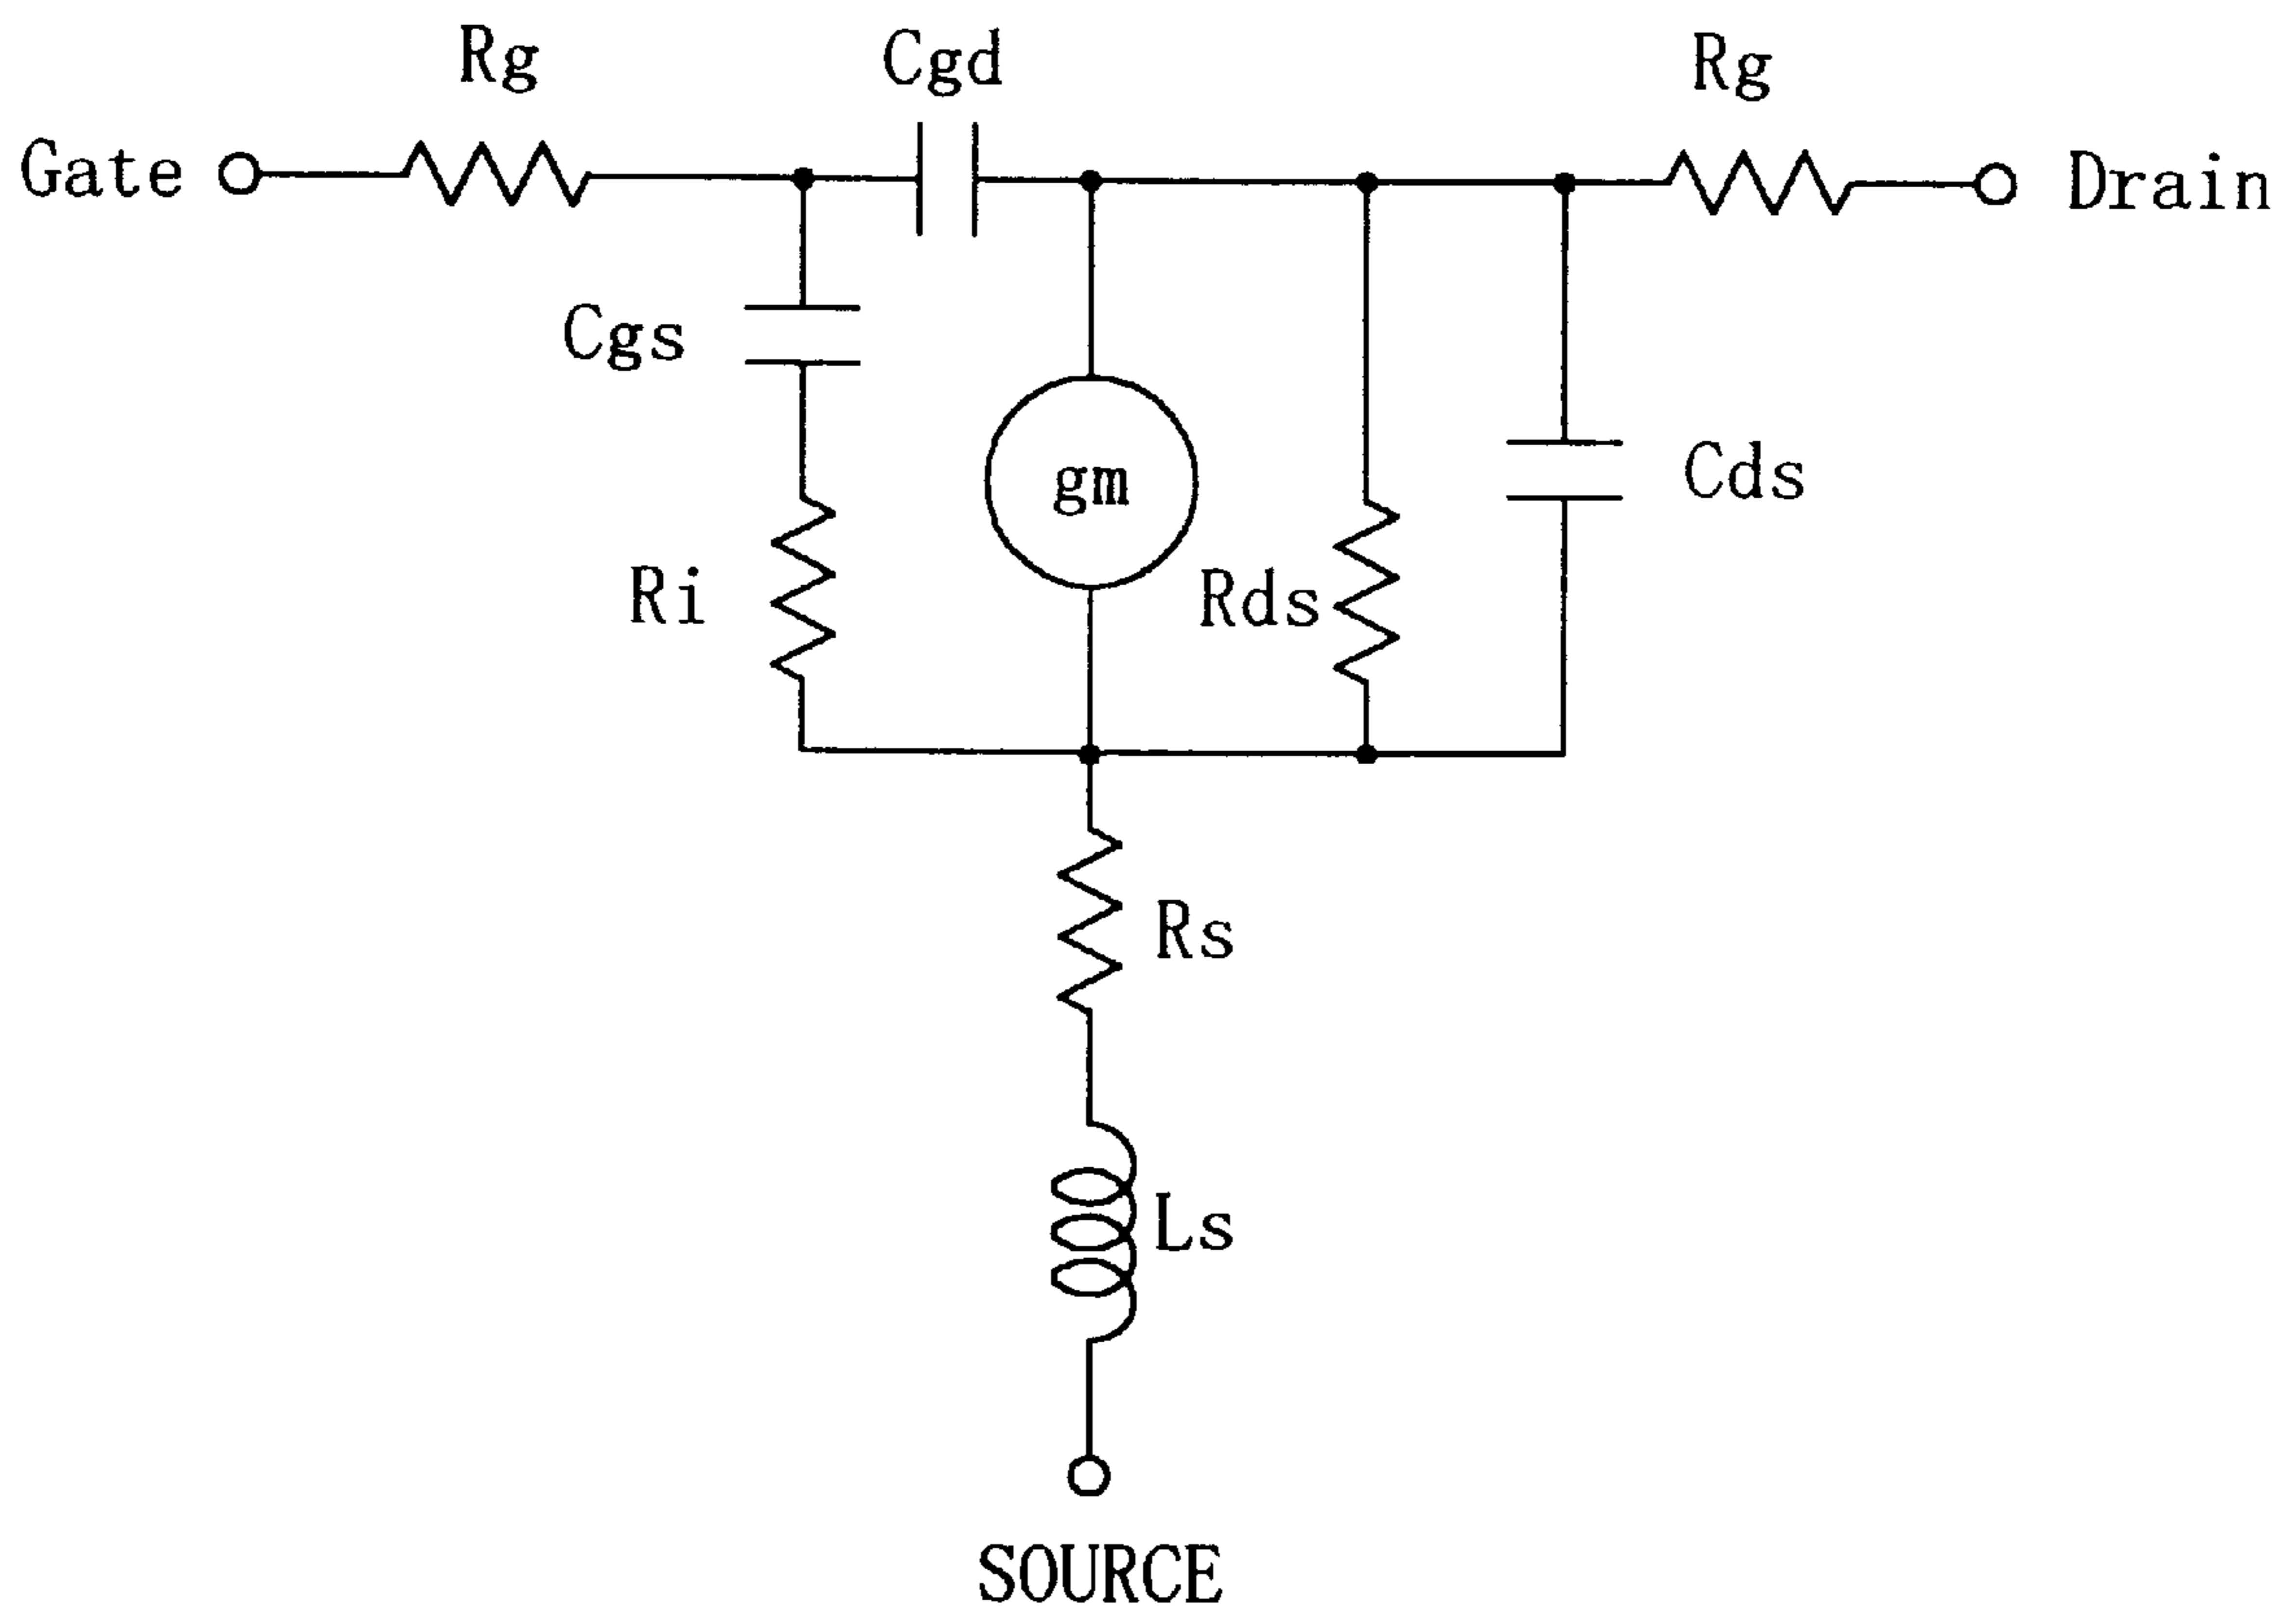 Rg
Cgd
Rg
Gate
Drain
Cgs
gm
Cds
Ri
Rds
Rs
Ls
SOURCE